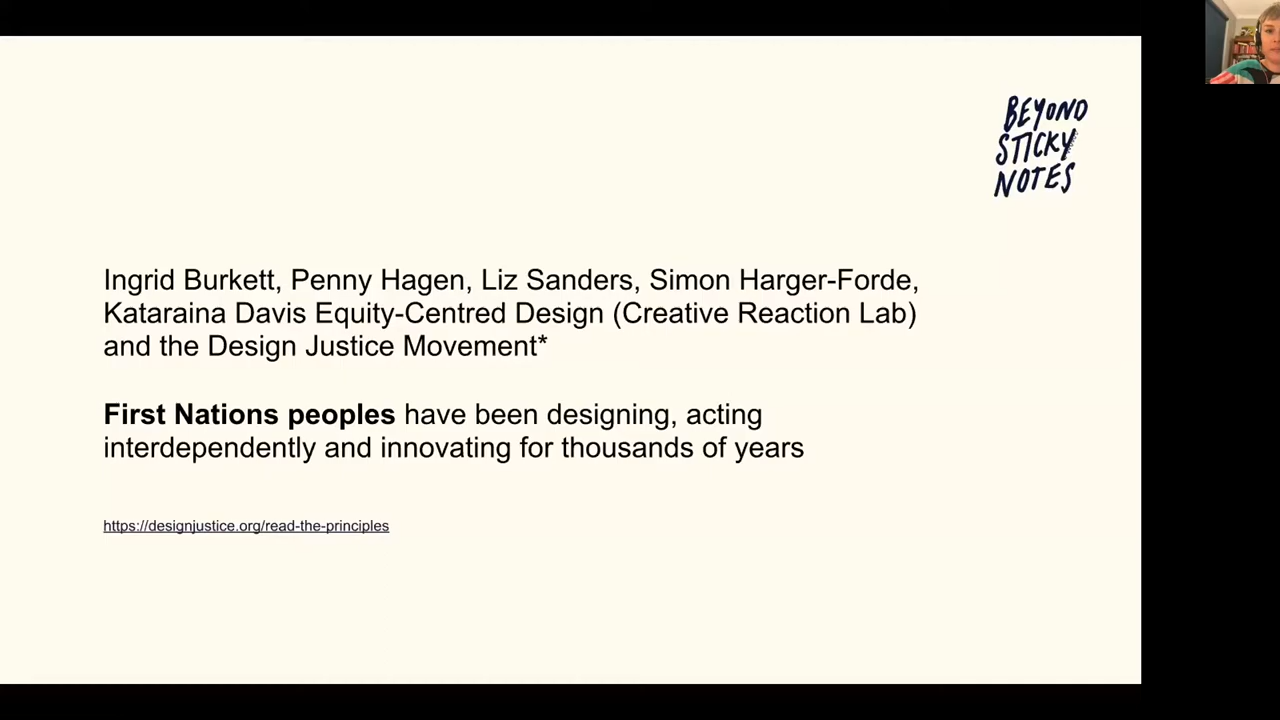 BEYOND
STICKY
NOTES
Ingrid Burkett, Penny Hagen, Liz Sanders, Simon Harger-Forde,
Kataraina Davis Equity-Centred Design (Creative Reaction Lab)
and the Design Justice Movement*
First Nations peoples have been designing, acting
interdependently and innovating for thousands of years
https://designjustice.org/read-the-principles